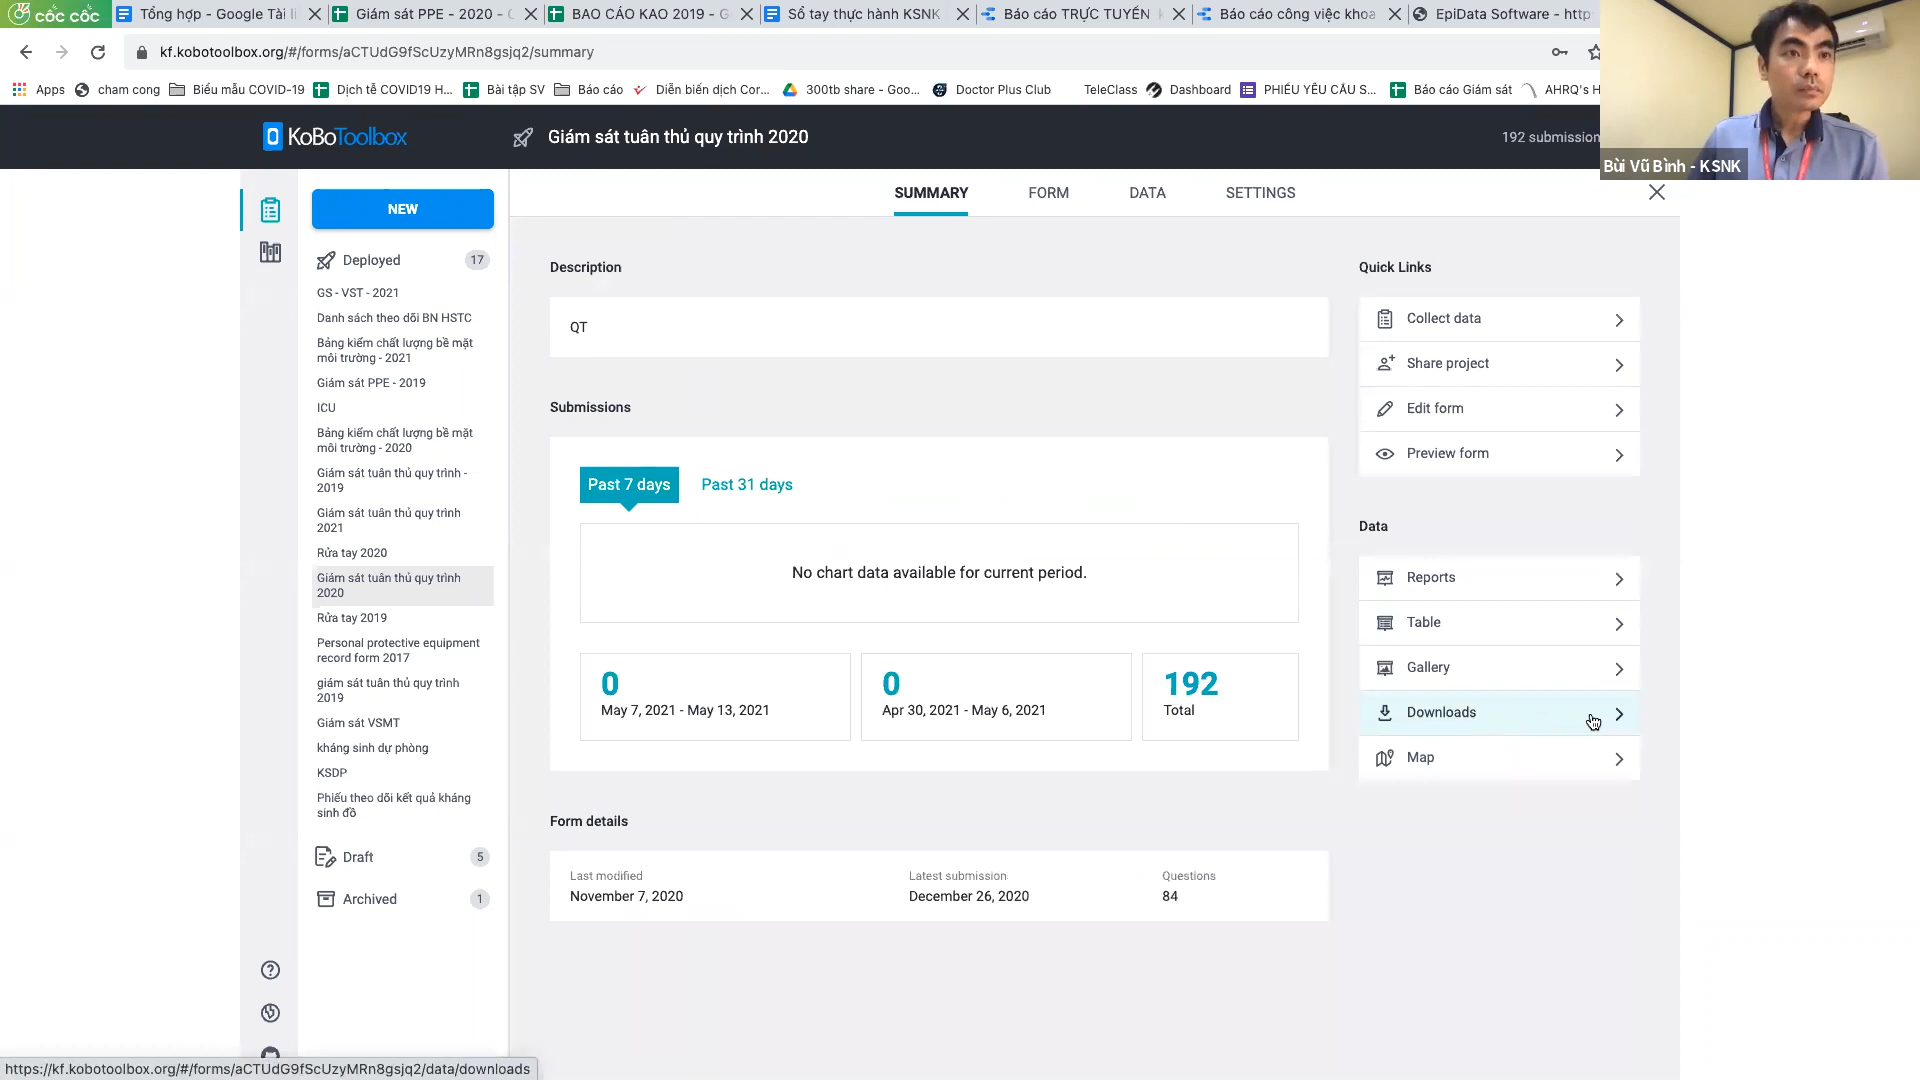 cốc cốc
Tổng hợp - Google Tài li
Giám sát PPE - 2020 -
BAO CÁO KAO 2019 -
Sổ tay thực hành KSNK
Báo cáo TRỰC TUYẾN
Báo cáo công việc khoa
EpiData Software - http
kf.kobotoolbox.org/#/forms/aCTUdG9fScUzyMRn8gsjq2/summary
Apps
cham cong
Biểu mẫu COVID-19
Dịch tễ COVID19 H...
Bài tập SV
Báo cáo
Diễn biến dịch Cor...
300tb share - Goo...
Doctor Plus Club
TeleClass
Dashboard
PHIẾU YÊU CẦU S...
Báo cáo Giám sát
AHRQ's H
KoBoToolbox
Giám sát tuân thủ quy trình 2020
192 submission
Bùi Vũ Bình - KSNK
SUMMARY
FORM
DATA
SETTINGS
NEW
Deployed
17
GS - VST - 2021
Danh sách theo dõi BN HSTC
Bảng kiểm chất lượng bề mặt
môi trường - 2021
Giám sát PPE - 2019
ICU
Bảng kiểm chất lượng bề mặt
môi trường - 2020
Giám sát tuân thủ quy trình -
2019
Giám sát tuân thủ quy trình
2021
Rửa tay 2020
Giám sát tuân thủ quy trình
2020
Rửa tay 2019
Personal protective equipment
record form 2017
giám sát tuân thủ quy trình
2019
Giám sát VSMT
kháng sinh dự phòng
KSDP
Phiếu theo dõi kết quả kháng
sinh đồ
Draft
5
Archived
1
Description
QT
Submissions
Past 7 days
Past 31 days
No chart data available for current period.
0
May 7, 2021 - May 13, 2021
0
Apr 30, 2021 - May 6, 2021
192
Total
Form details
Last modified
November 7, 2020
Latest submission
December 26, 2020
Questions
84
Quick Links
Collect data
Share project
Edit form
Preview form
Data
Reports
Table
Gallery
Downloads
Map
https://kf.kobotoolbox.org/#/forms/aCTUdG9fScUzyMRn8gsjq2/data/downloads